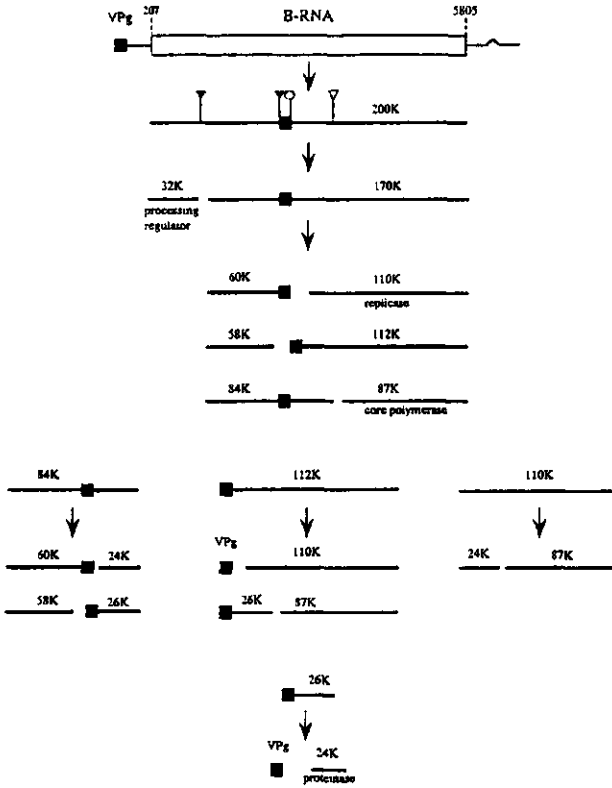 VPg 207 B-RNA 5805
200K
32K 170K
processing
regulator
60K 110K
replicase
58K 112K
84K 87K
core polymerase
84K 112K 110K
VPg
60K 24K 110K 24K 87K
58K 26K 26K 87K
26K
VPg 24K
proteinase